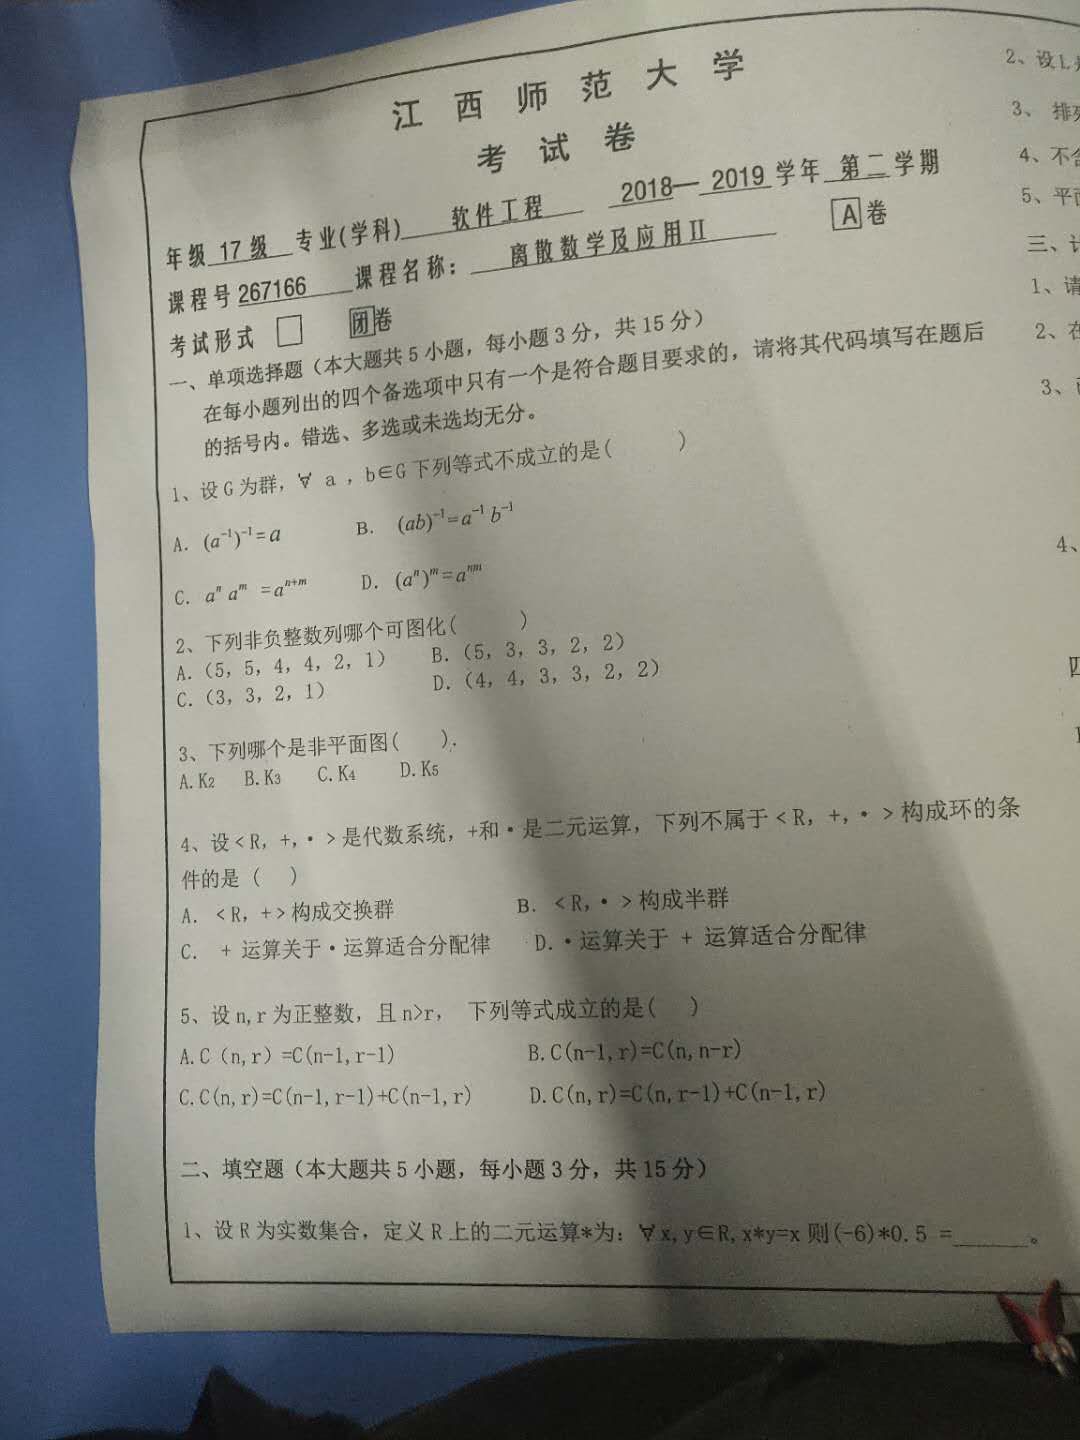 江西师范大学
考试卷
年级 17级 专业(学科) 软件工程 2018—2019学年 第二学期
课程号 267166 课程名称: 离散数学及应用Ⅱ A卷
考试形式 □ 闭卷
一、单项选择题（本大题共5小题，每小题3分，共15分）
在每小题列出的四个备选项中只有一个是符合题目要求的，请将其代码填写在题后
的括号内。错选、多选或未选均无分。
1、设G为群，∀ a，b∈G下列等式不成立的是( )
A. (a⁻¹)⁻¹=a B. (ab)⁻¹=a⁻¹ b⁻¹
C. aⁿ aᵐ =aⁿ⁺ᵐ D. (aⁿ)ᵐ=aⁿᵐ
2、下列非负整数列哪个可图化( )
A.（5，5，4，4，2，1） B.（5，3，3，2，2）
C.（3，3，2，1） D.（4，4，3，3，2，2）
3、下列哪个是非平面图( ).
A.K₂ B.K₃ C.K₄ D.K₅
4、设<R，+，·>是代数系统，+和·是二元运算，下列不属于<R，+，·>构成环的条
件的是（ ）
A. <R，+>构成交换群 B. <R，·>构成半群
C. + 运算关于·运算适合分配律 D.·运算关于 + 运算适合分配律
5、设n,r为正整数，且n>r， 下列等式成立的是( )
A.C（n,r）=C(n-1,r-1) B.C(n-1,r)=C(n,n-r)
C.C(n,r)=C(n-1,r-1)+C(n-1,r) D.C(n,r)=C(n,r-1)+C(n-1,r)
二、填空题（本大题共5小题，每小题3分，共15分）
1、设R为实数集合，定义R上的二元运算*为：∀x,y∈R,x*y=x则(-6)*0.5 =______。
2、设L
3、排
4、不
5、平
三、
1、请
2、在
3、
4、
四